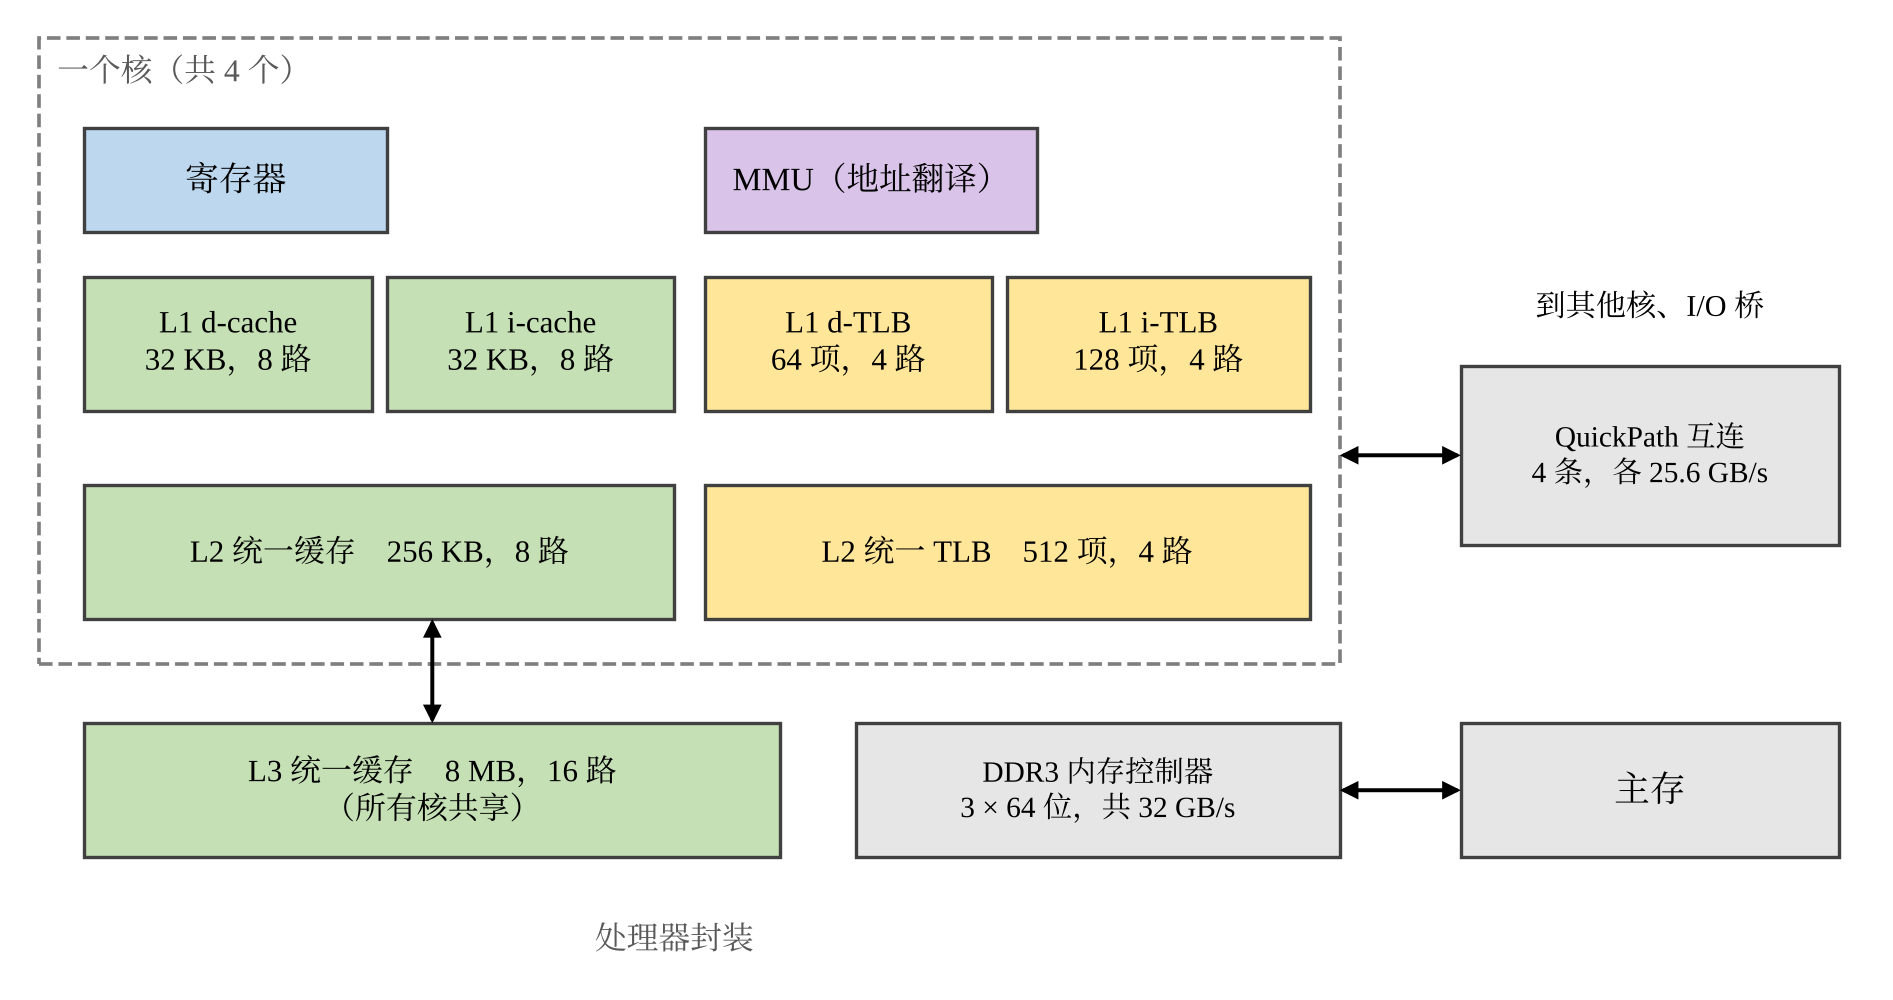 一个核（共 4 个）
寄存器
MMU（地址翻译）
L1 d-cache
32 KB，8 路
L1 i-cache
32 KB，8 路
L1 d-TLB
64 项，4 路
L1 i-TLB
128 项，4 路
到其他核、I/O 桥
QuickPath 互连
4 条，各 25.6 GB/s
L2 统一缓存　256 KB，8 路
L2 统一 TLB　512 项，4 路
L3 统一缓存　8 MB，16 路
（所有核共享）
DDR3 内存控制器
3 × 64 位，共 32 GB/s
主存
处理器封装